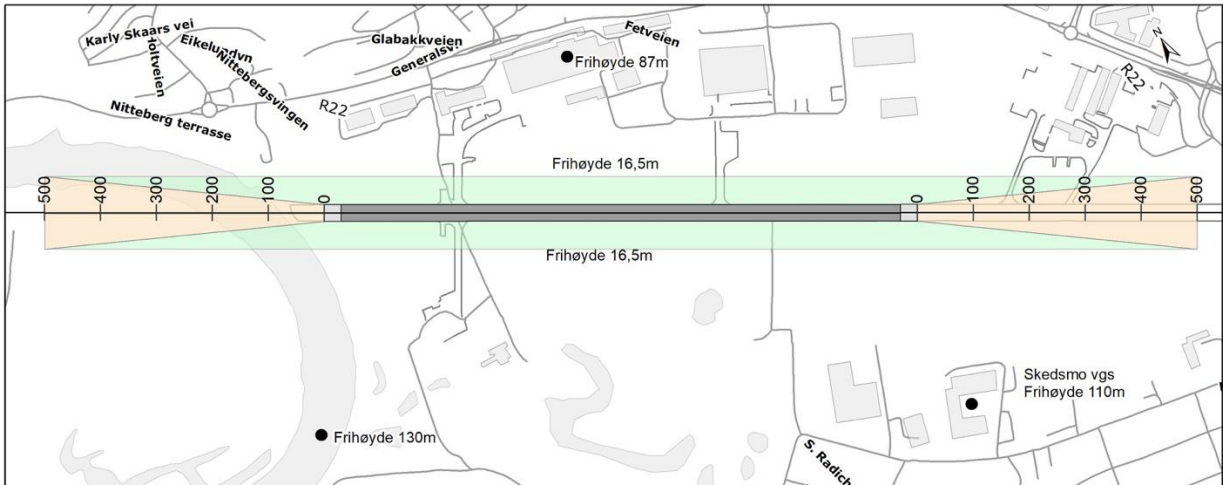 Karly Skaars vei
Holtveien
Eikelundvn
Nittebergsvingen
Nitteberg terrasse
Glabakkveien
Generalsv.
Fetveien
R22
Frihøyde 87m
N
R22
Frihøyde 16,5m
500
400
300
200
100
0
0
100
200
300
400
500
Frihøyde 16,5m
Skedsmo vgs
Frihøyde 110m
Frihøyde 130m
S. Radich